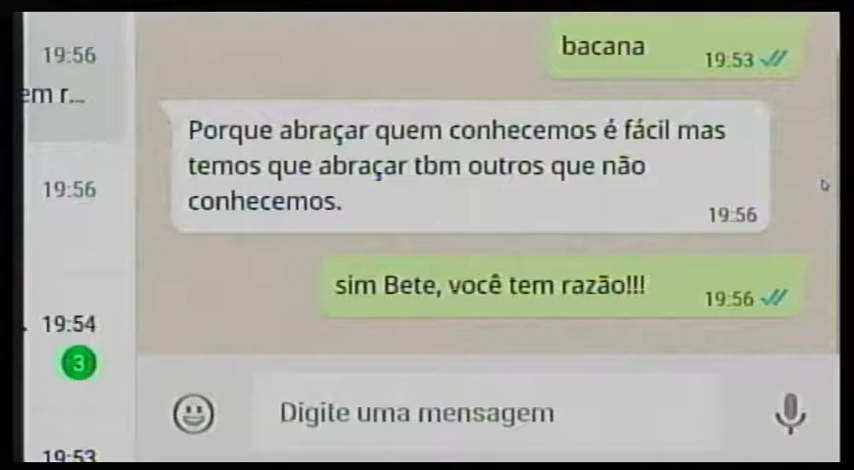 19:56
em r...
19:56
19:54
3
19:53
bacana
19:53
Porque abraçar quem conhecemos é fácil mas
temos que abraçar tbm outros que não
conhecemos.
19:56
sim Bete, você tem razão!!!
19:56
Digite uma mensagem